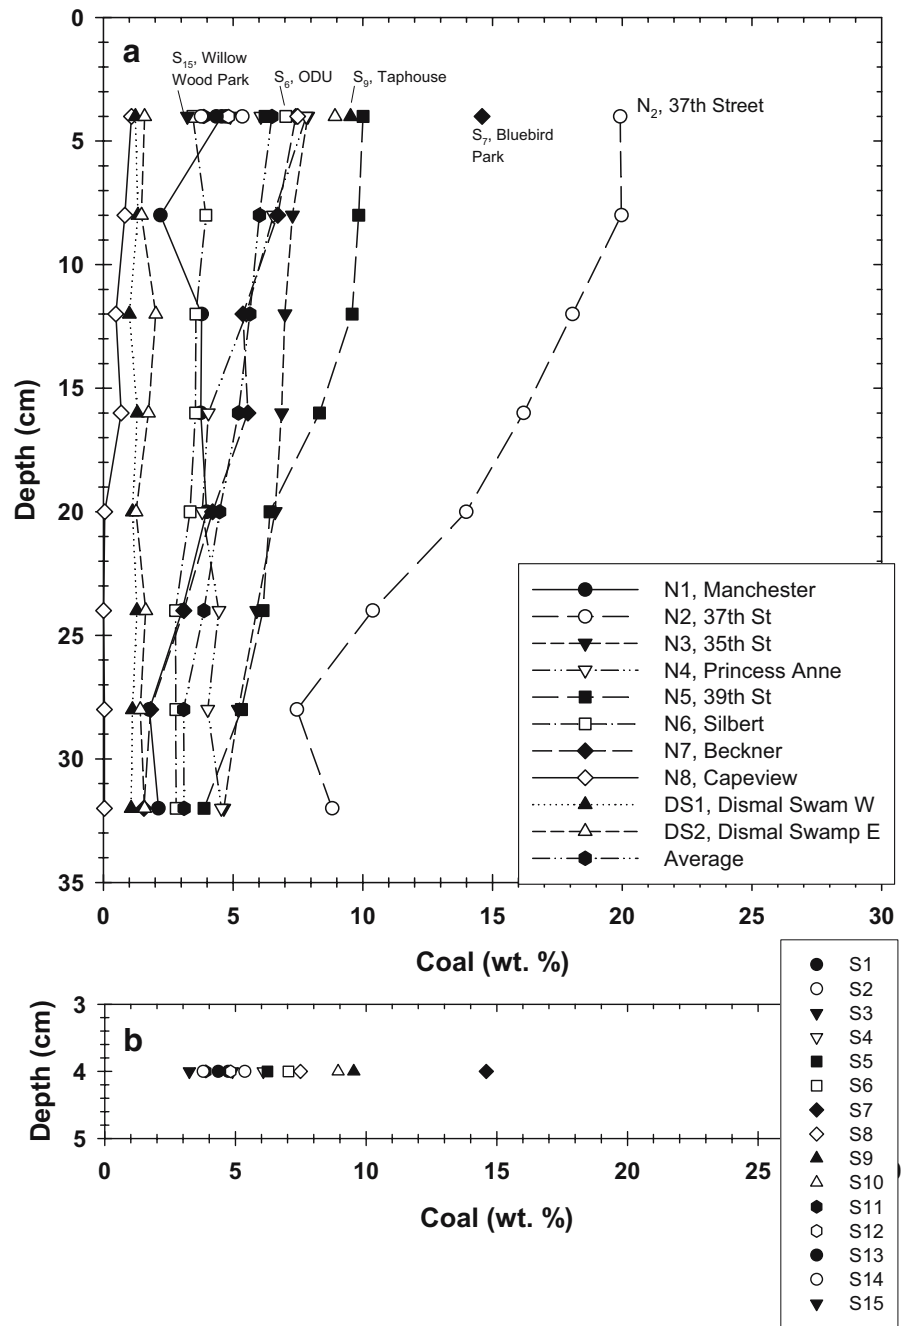 0
5
10
15
20
25
30
35
Depth (cm)
a
S15, Willow
Wood Park
S6, ODU
S9, Taphouse
N2, 37th Street
S7, Bluebird
Park
N1, Manchester
N2, 37th St
N3, 35th St
N4, Princess Anne
N5, 39th St
N6, Silbert
N7, Beckner
N8, Capeview
DS1, Dismal Swam W
DS2, Dismal Swamp E
Average
0 5 10 15 20 25 30
Coal (wt. %)
3
4
5
Depth (cm)
b
0 5 10 15 20 25 0
Coal (wt. %)
S1
S2
S3
S4
S5
S6
S7
S8
S9
S10
S11
S12
S13
S14
S15